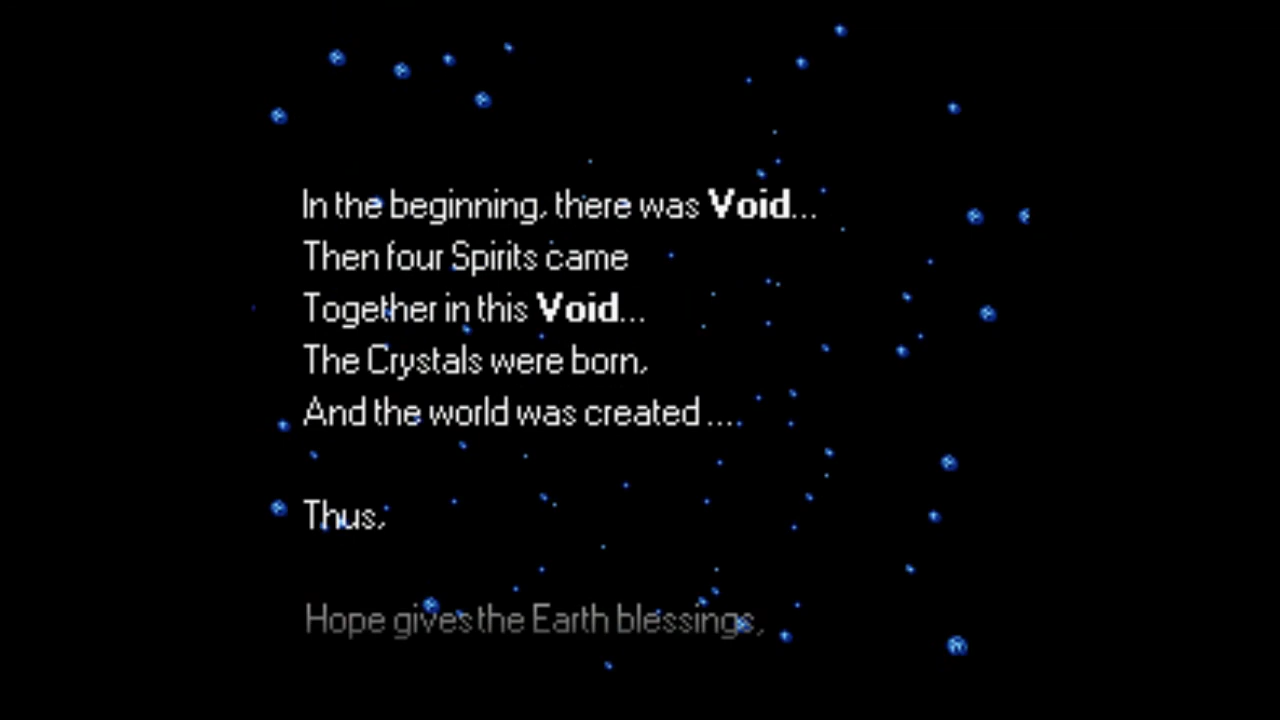 In the beginning, there was Void...
Then four Spirits came
Together in this Void...
The Crystals were born,
And the world was created ....
Thus,
Hope gives the Earth blessings,